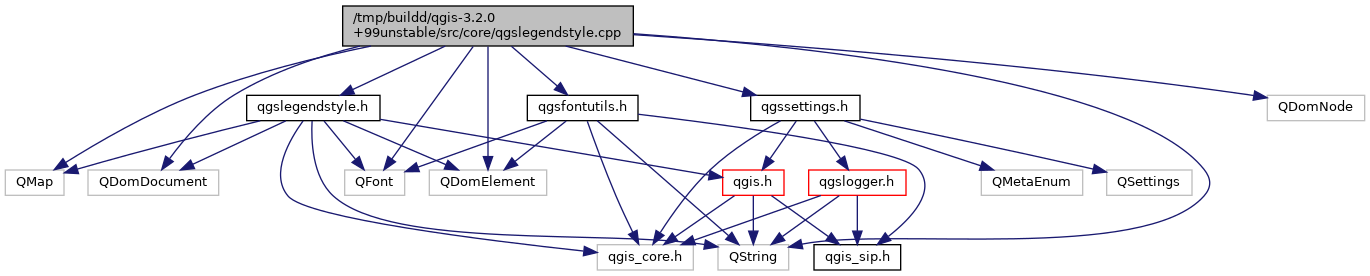 /tmp/buildd/qgis-3.2.0
+99unstable/src/core/qgslegendstyle.cpp
qgslegendstyle.h
qgsfontutils.h
qgssettings.h
QDomNode
QMap
QDomDocument
QFont
QDomElement
qgis.h
qgslogger.h
QMetaEnum
QSettings
qgis_core.h
QString
qgis_sip.h